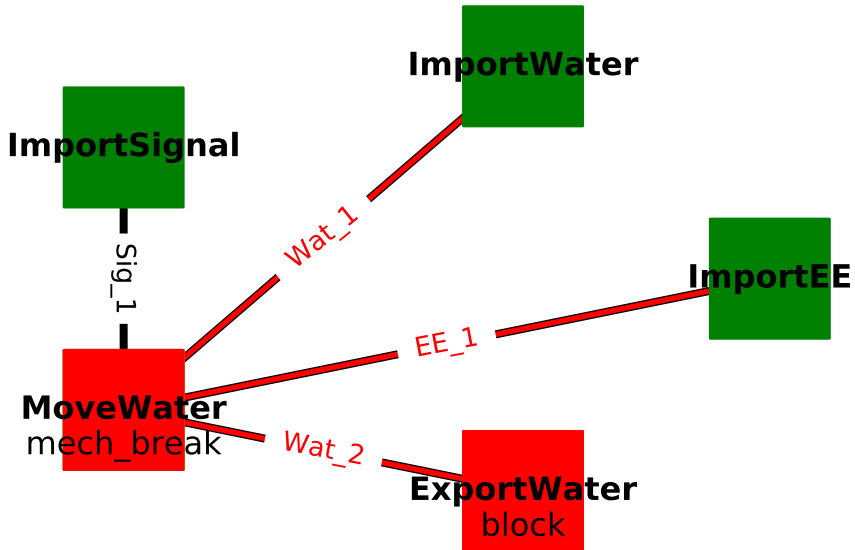 ImportWater
ImportSignal
Wat_1
Sig_1
ImportEE
EE_1
MoveWater
mech_break
Wat_2
ExportWater
block